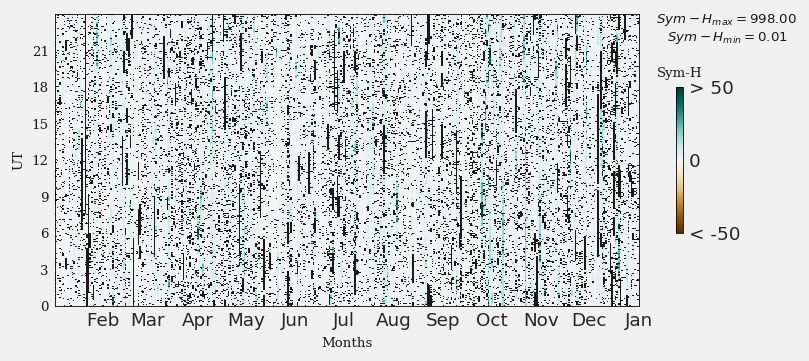 Sym − H_max = 998.00
Sym − H_min = 0.01
Sym-H
> 50
0
< -50
UT
21
18
15
12
9
6
3
0
Feb Mar Apr May Jun Jul Aug Sep Oct Nov Dec Jan
Months